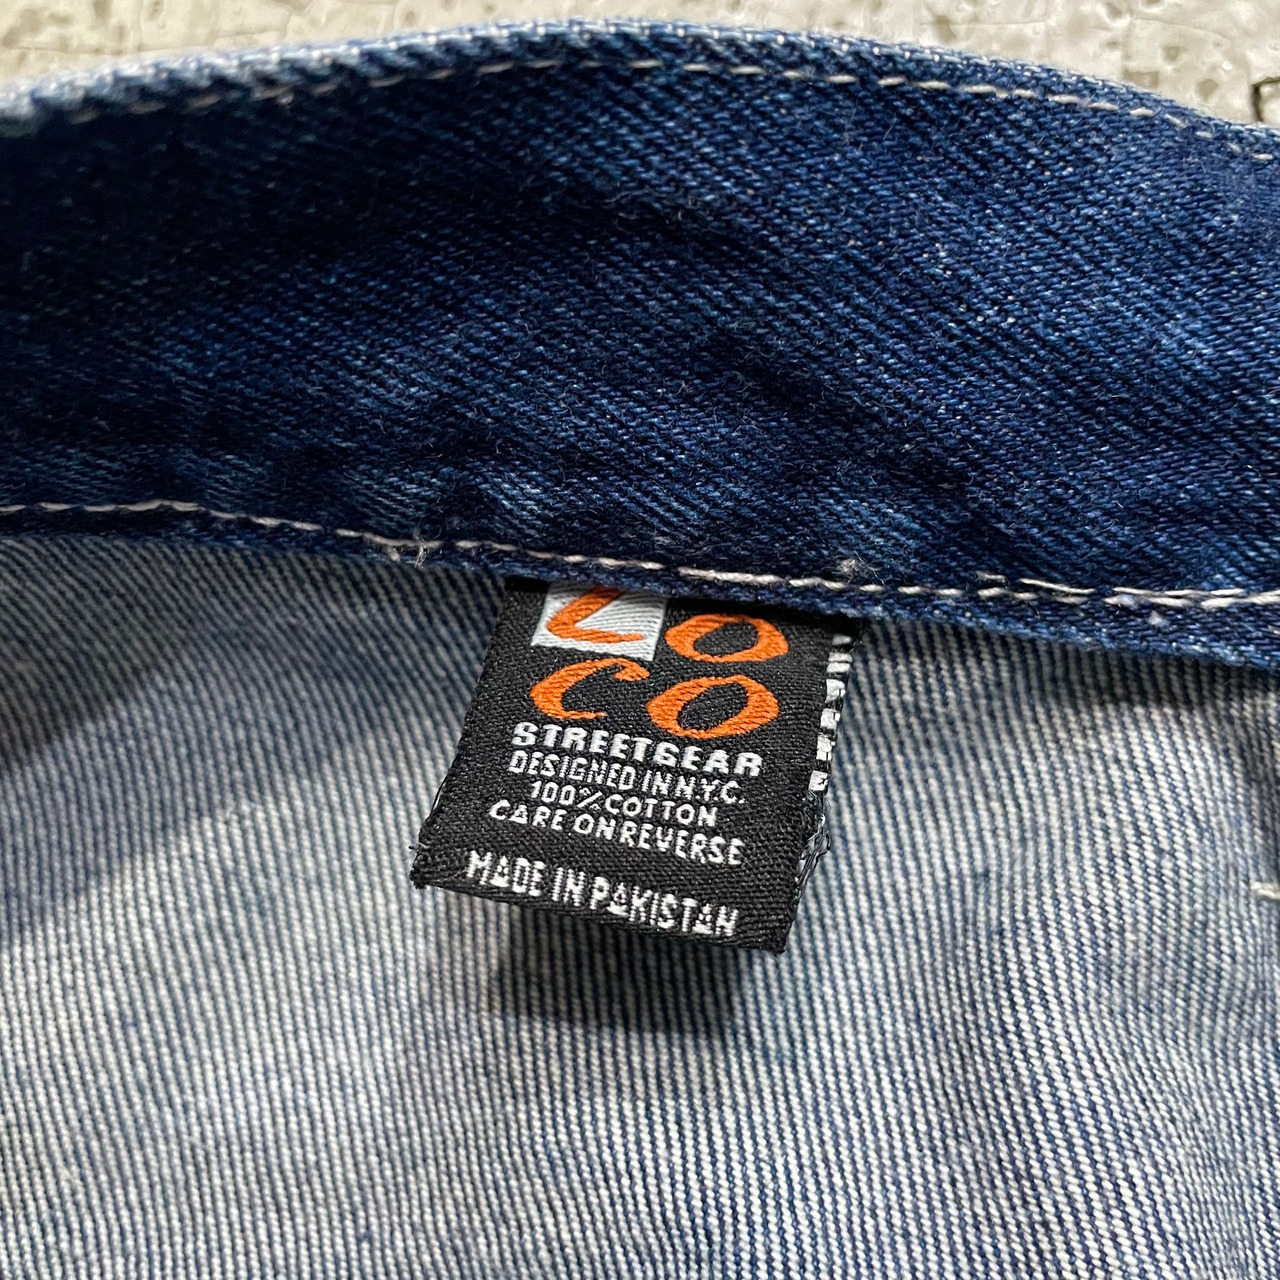 LO
CO
STREETGEAR
DESIGNED IN N.Y.C.
100% COTTON
CARE ON REVERSE
MADE IN PAKISTAN